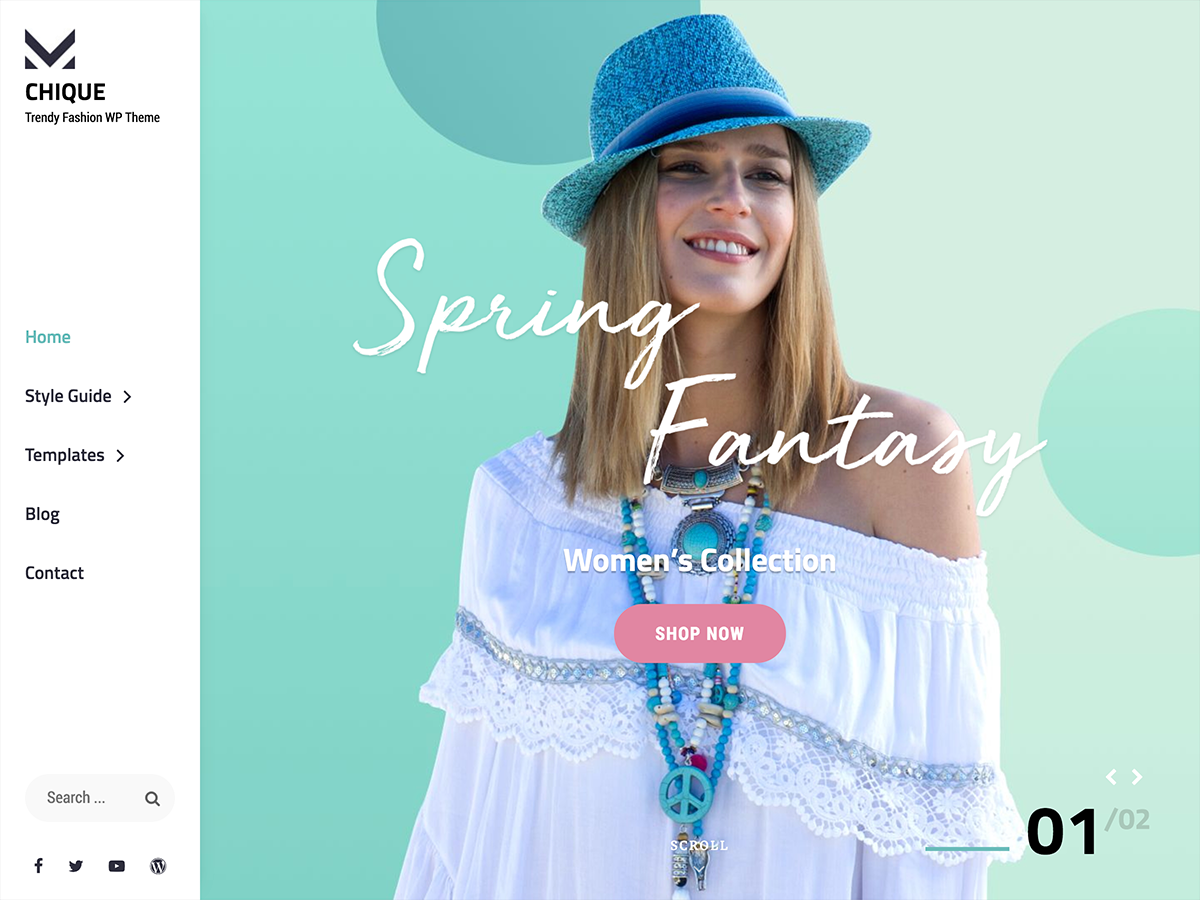 CHIQUE
Trendy Fashion WP Theme
Home
Style Guide
Templates
Blog
Contact
Search ...
Spring
Fantasy
Women's Collection
SHOP NOW
SCROLL
01/02